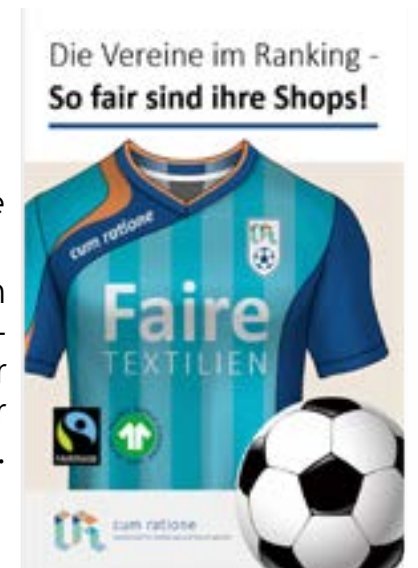 Die Vereine im Ranking -
So fair sind ihre Shops!
cum ratione
Faire
TEXTILIEN
cum ratione